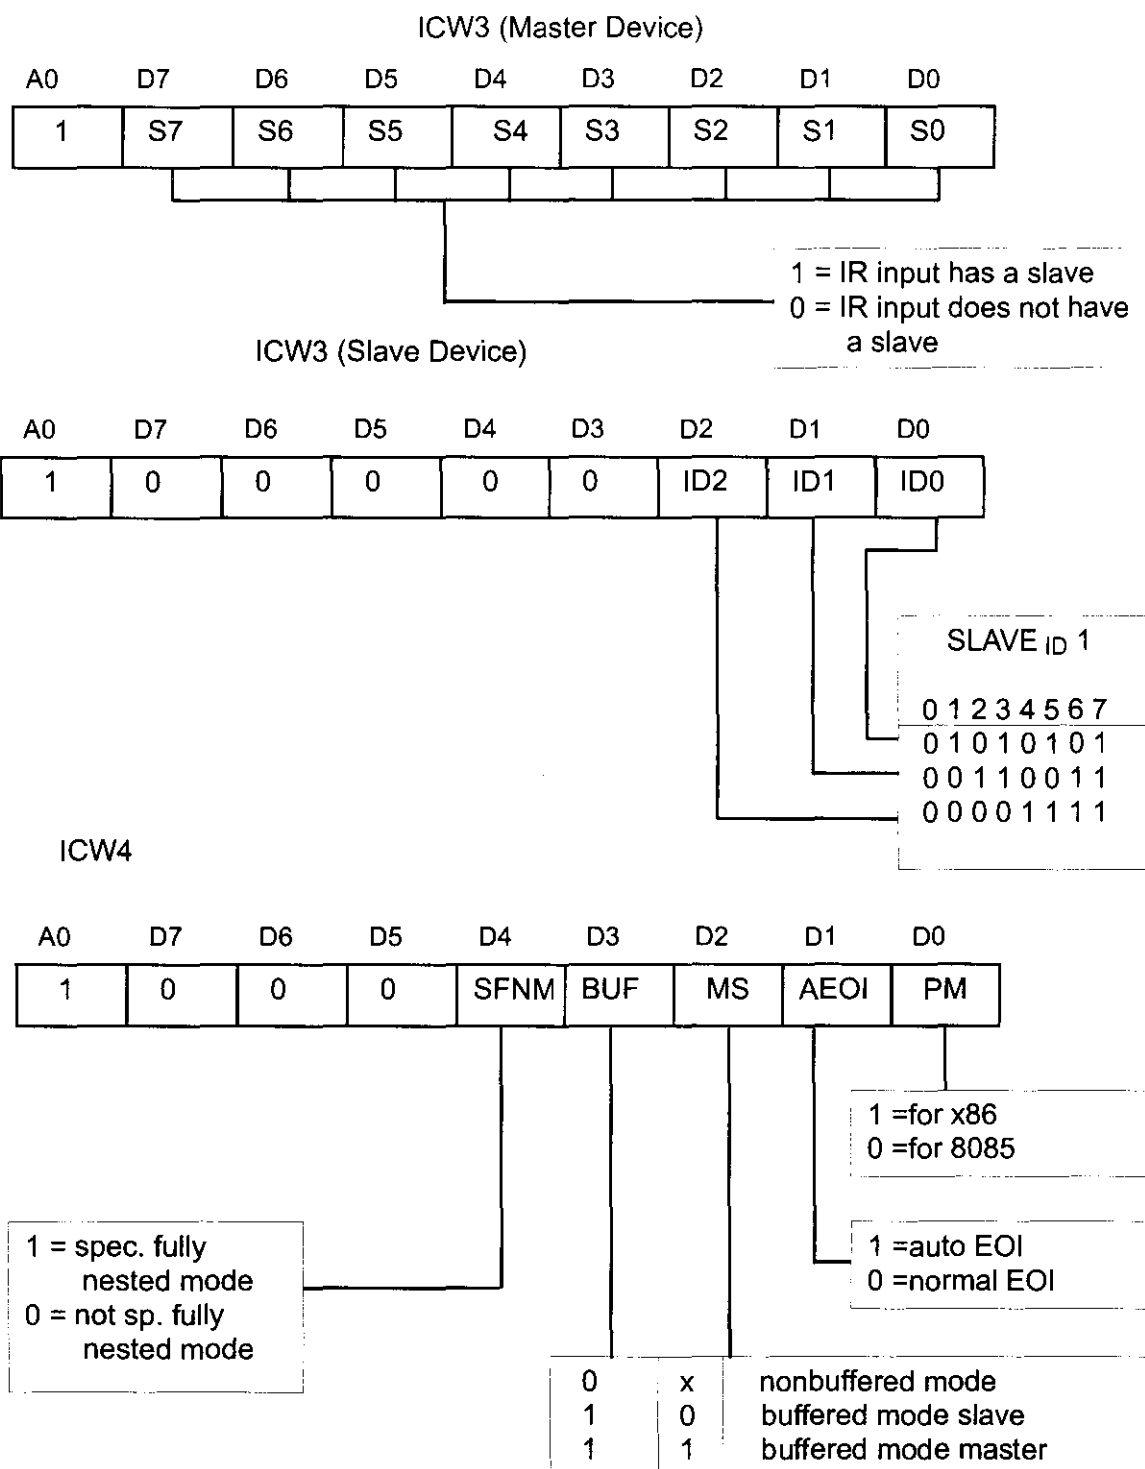 ICW3 (Master Device)
A0 D7 D6 D5 D4 D3 D2 D1 D0
1 S7 S6 S5 S4 S3 S2 S1 S0
1 = IR input has a slave
0 = IR input does not have
a slave
ICW3 (Slave Device)
A0 D7 D6 D5 D4 D3 D2 D1 D0
1 0 0 0 0 0 ID2 ID1 ID0
SLAVE ID 1
0 1 2 3 4 5 6 7
0 1 0 1 0 1 0 1
0 0 1 1 0 0 1 1
0 0 0 0 1 1 1 1
ICW4
A0 D7 D6 D5 D4 D3 D2 D1 D0
1 0 0 0 SFNM BUF MS AEOI PM
1 =for x86
0 =for 8085
1 =auto EOI
0 =normal EOI
1 = spec. fully
nested mode
0 = not sp. fully
nested mode
0 x nonbuffered mode
1 0 buffered mode slave
1 1 buffered mode master